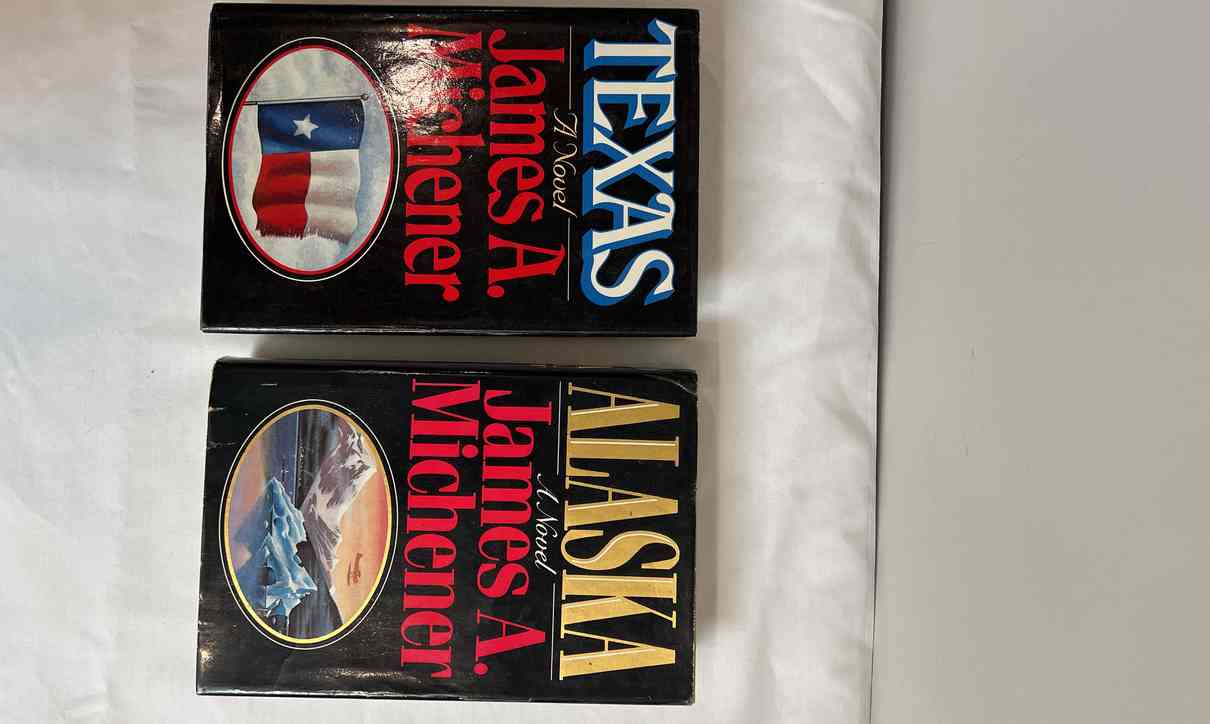 TEXAS
A Novel
James A.
Michener
ALASKA
A Novel
James A.
Michener